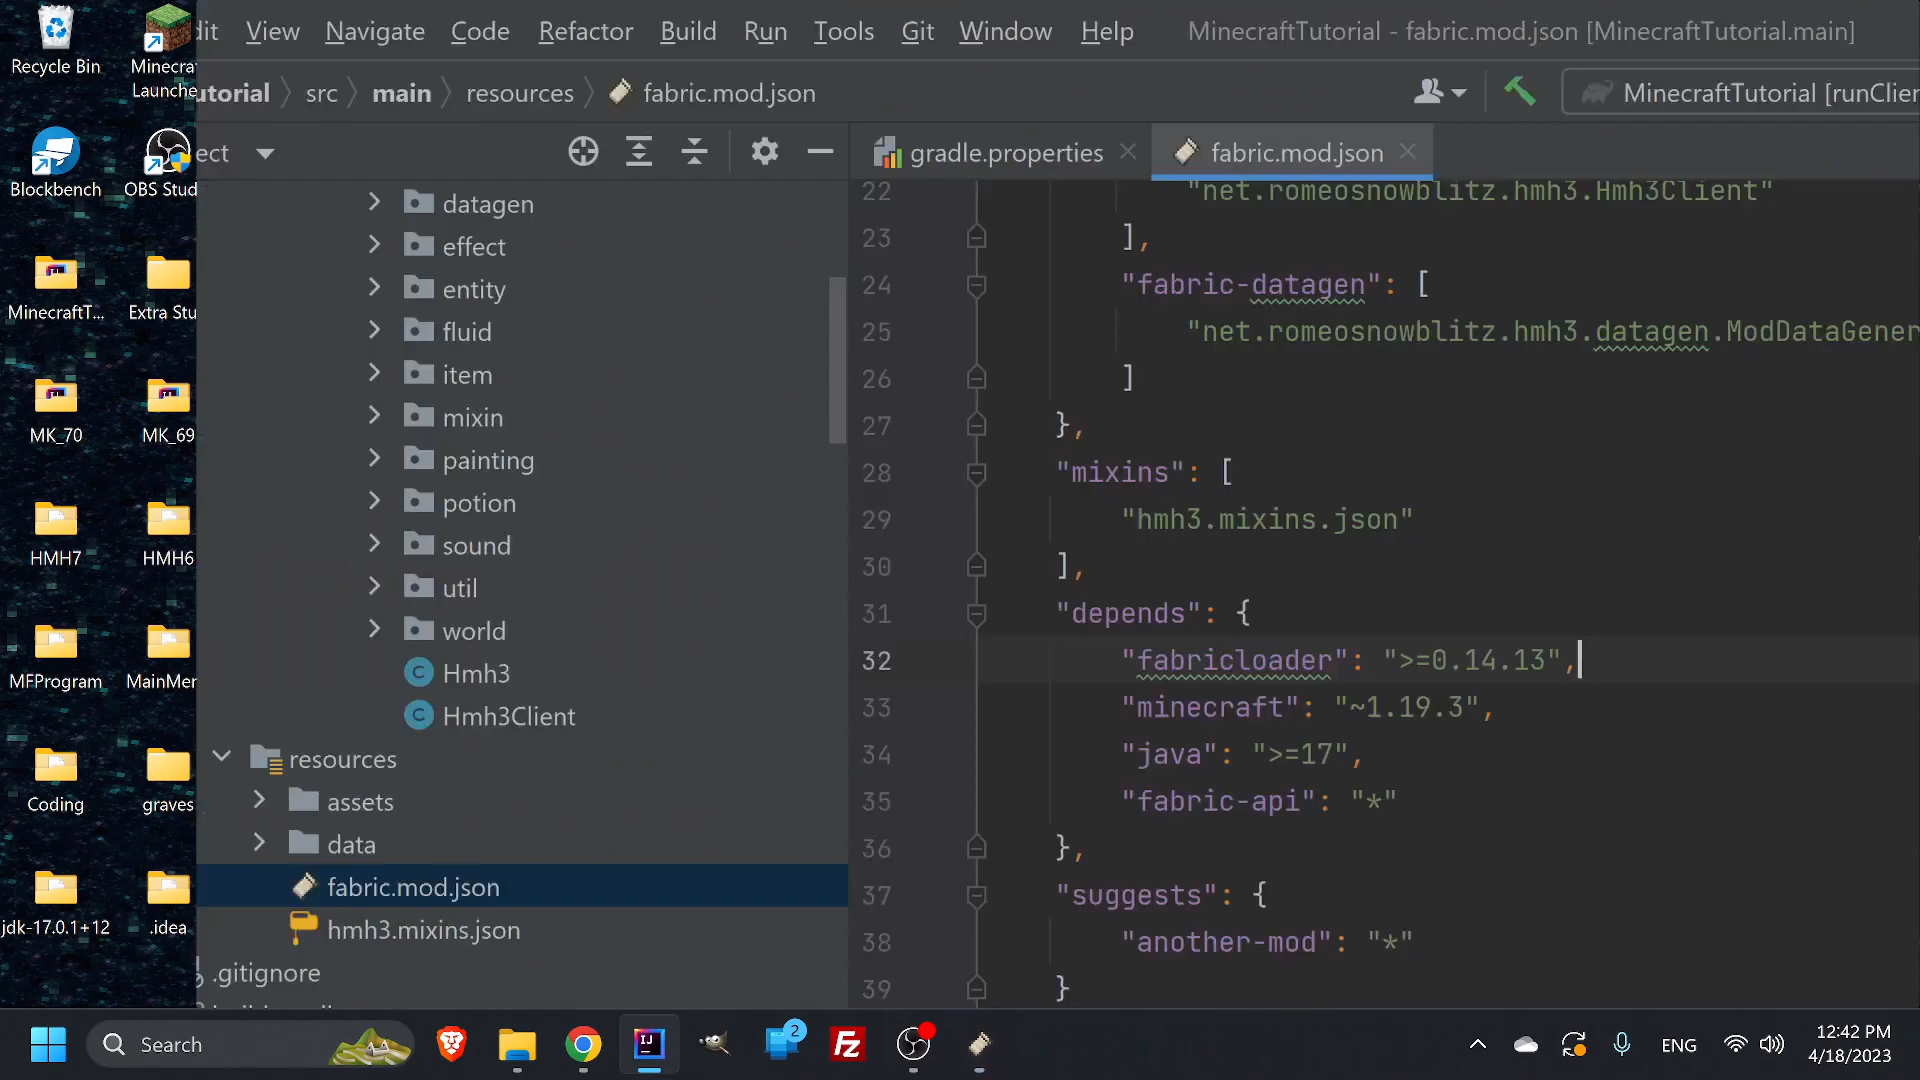 Recycle Bin
Minecra
Launche
Blockbench
OBS Stud
MinecraftT...
Extra Stu
MK_70
MK_69
HMH7
HMH6
MFProgram
MainMer
Coding
graves
jdk-17.0.1+12
.idea
dit View Navigate Code Refactor Build Run Tools Git Window Help MinecraftTutorial - fabric.mod.json [MinecraftTutorial.main]
utorial src main resources fabric.mod.json MinecraftTutorial [runClien
ect
gradle.properties fabric.mod.json
datagen
effect
entity
fluid
item
mixin
painting
potion
sound
util
world
C Hmh3
C Hmh3Client
resources
assets
data
fabric.mod.json
hmh3.mixins.json
.gitignore
22 "net.romeosnowblitz.hmh3.Hmh3Client"
23 ],
24 "fabric-datagen": [
25 "net.romeosnowblitz.hmh3.datagen.ModDataGener
26 ]
27 },
28 "mixins": [
29 "hmh3.mixins.json"
30 ],
31 "depends": {
32 "fabricloader": ">=0.14.13",
33 "minecraft": "~1.19.3",
34 "java": ">=17",
35 "fabric-api": "*"
36 },
37 "suggests": {
38 "another-mod": "*"
39 }
Search
IJ
2
FZ
ENG
12:42 PM
4/18/2023